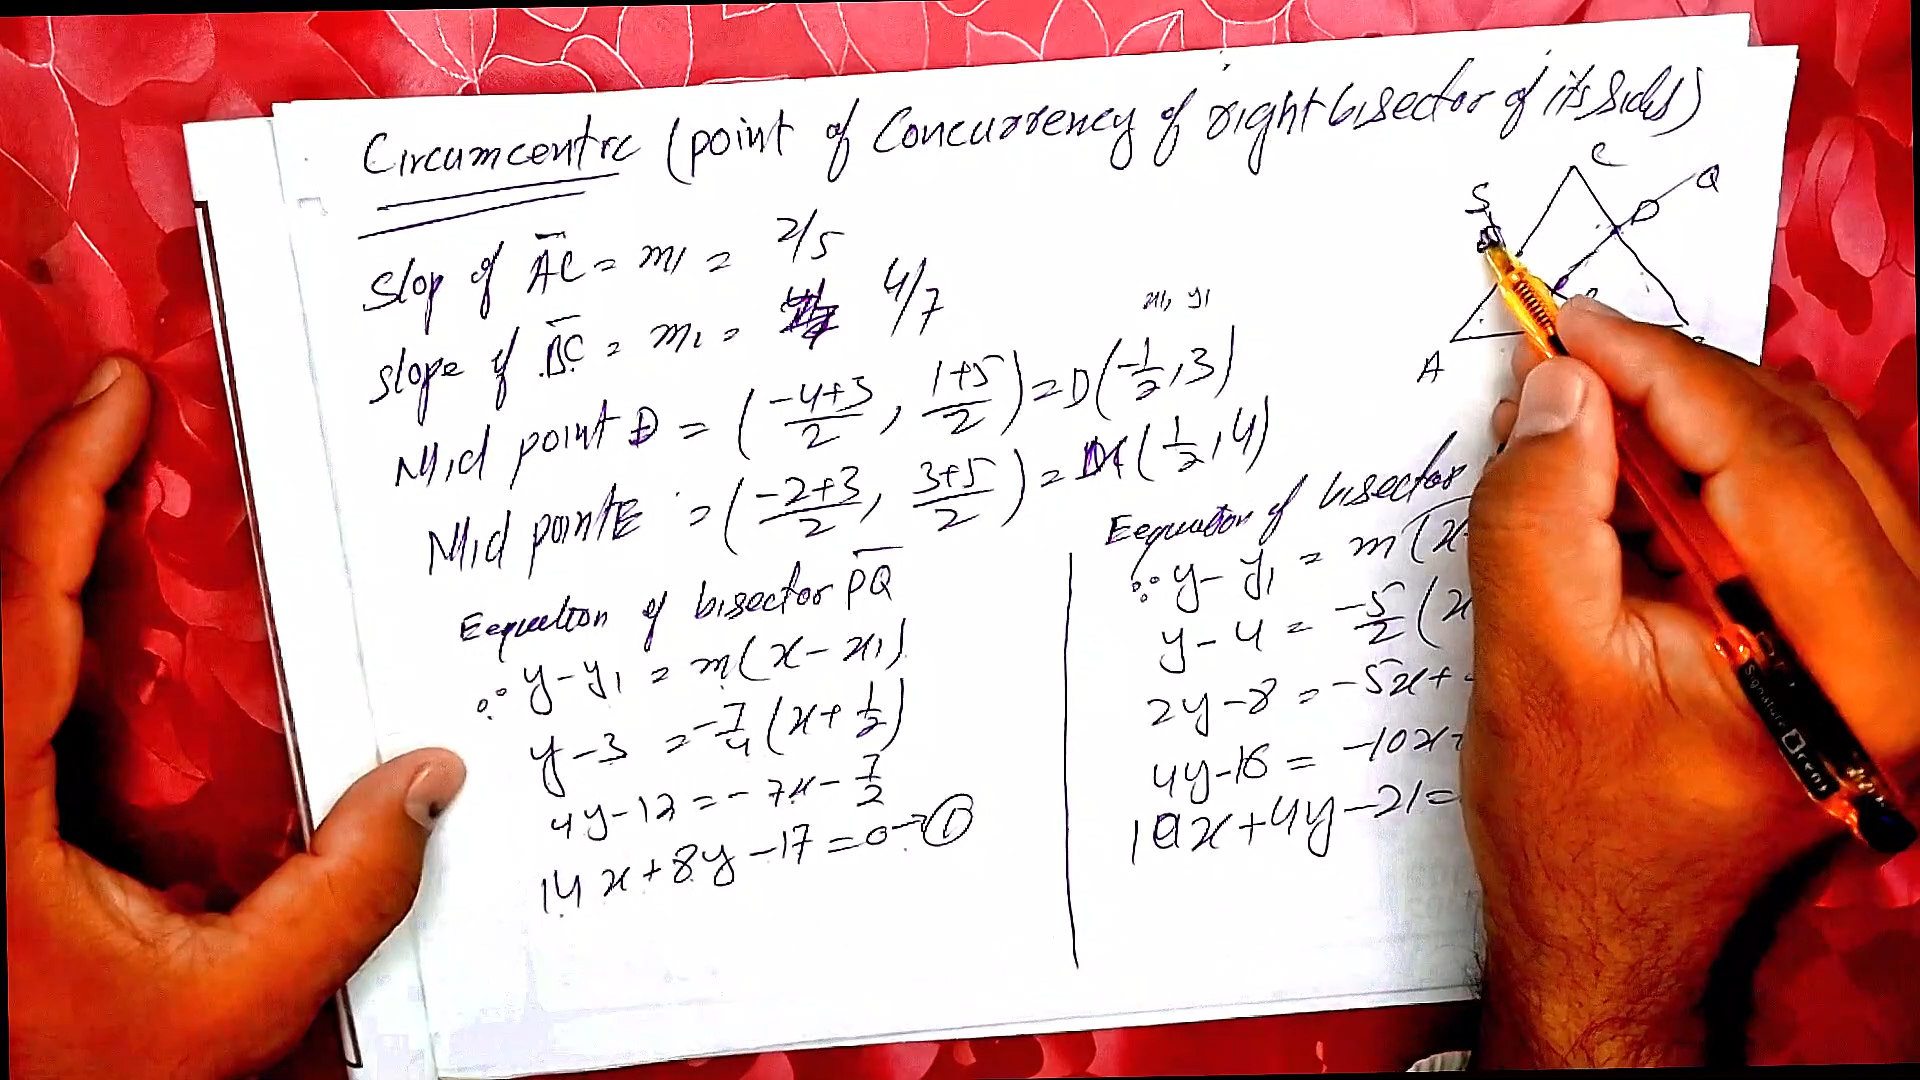 Circumcentre (point of Concurrency of right bisector of its sides)
Slop of AC = m1 = 2/5
Slope of BC = m2 = 4/7
x1, y1
Mid point D = (-4+3/2, 1+5/2) = D(-1/2, 3)
Mid point E = (-2+3/2, 3+5/2) = (1/2, 4)
Eequation of bisector PQ
∵ y-y1 = m(x-x1)
y-3 = -7/4(x+1/2)
4y-12 = -7x-7/2
14x+8y-17=0→①
Eequation of bisector
∵ y-y1 = m(x-
y-4 = -5/2(x
2y-8 = -5x+
4y-16 = -10x+
10x+4y-21=
C
Q
S
D
A
Signature